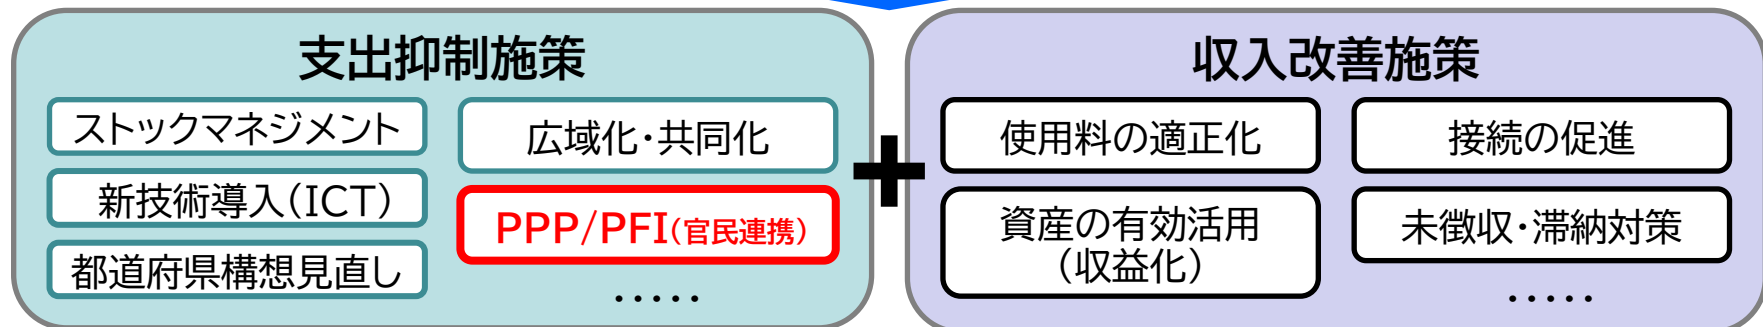 支出抑制施策
ストックマネジメント
新技術導入(ICT)
都道府県構想見直し
広域化・共同化
PPP/PFI(官民連携)
・・・・・
+
収入改善施策
使用料の適正化
資産の有効活用
(収益化)
接続の促進
未徴収・滞納対策
・・・・・